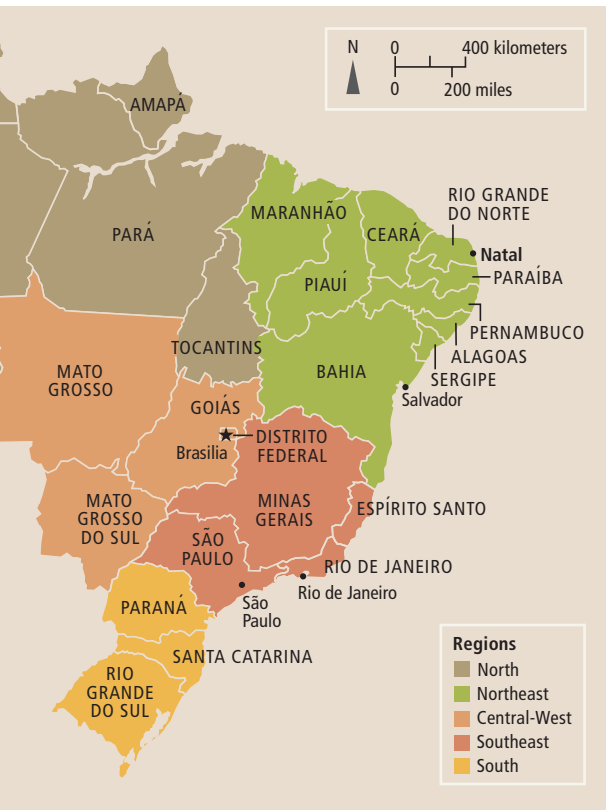 N
0
400 kilometers
0
200 miles
AMAPÁ
RIO GRANDE
DO NORTE
MARANHÃO
CEARÁ
PARÁ
Natal
PARAÍBA
PIAUÍ
PERNAMBUCO
TOCANTINS
ALAGOAS
BAHIA
SERGIPE
MATO
GROSSO
Salvador
GOIÁS
DISTRITO
FEDERAL
Brasilia
MATO
GROSSO
DO SUL
MINAS
GERAIS
ESPÍRITO SANTO
SÃO
PAULO
RIO DE JANEIRO
Rio de Janeiro
São
Paulo
PARANÁ
SANTA CATARINA
RIO
GRANDE
DO SUL
Regions
North
Northeast
Central-West
Southeast
South